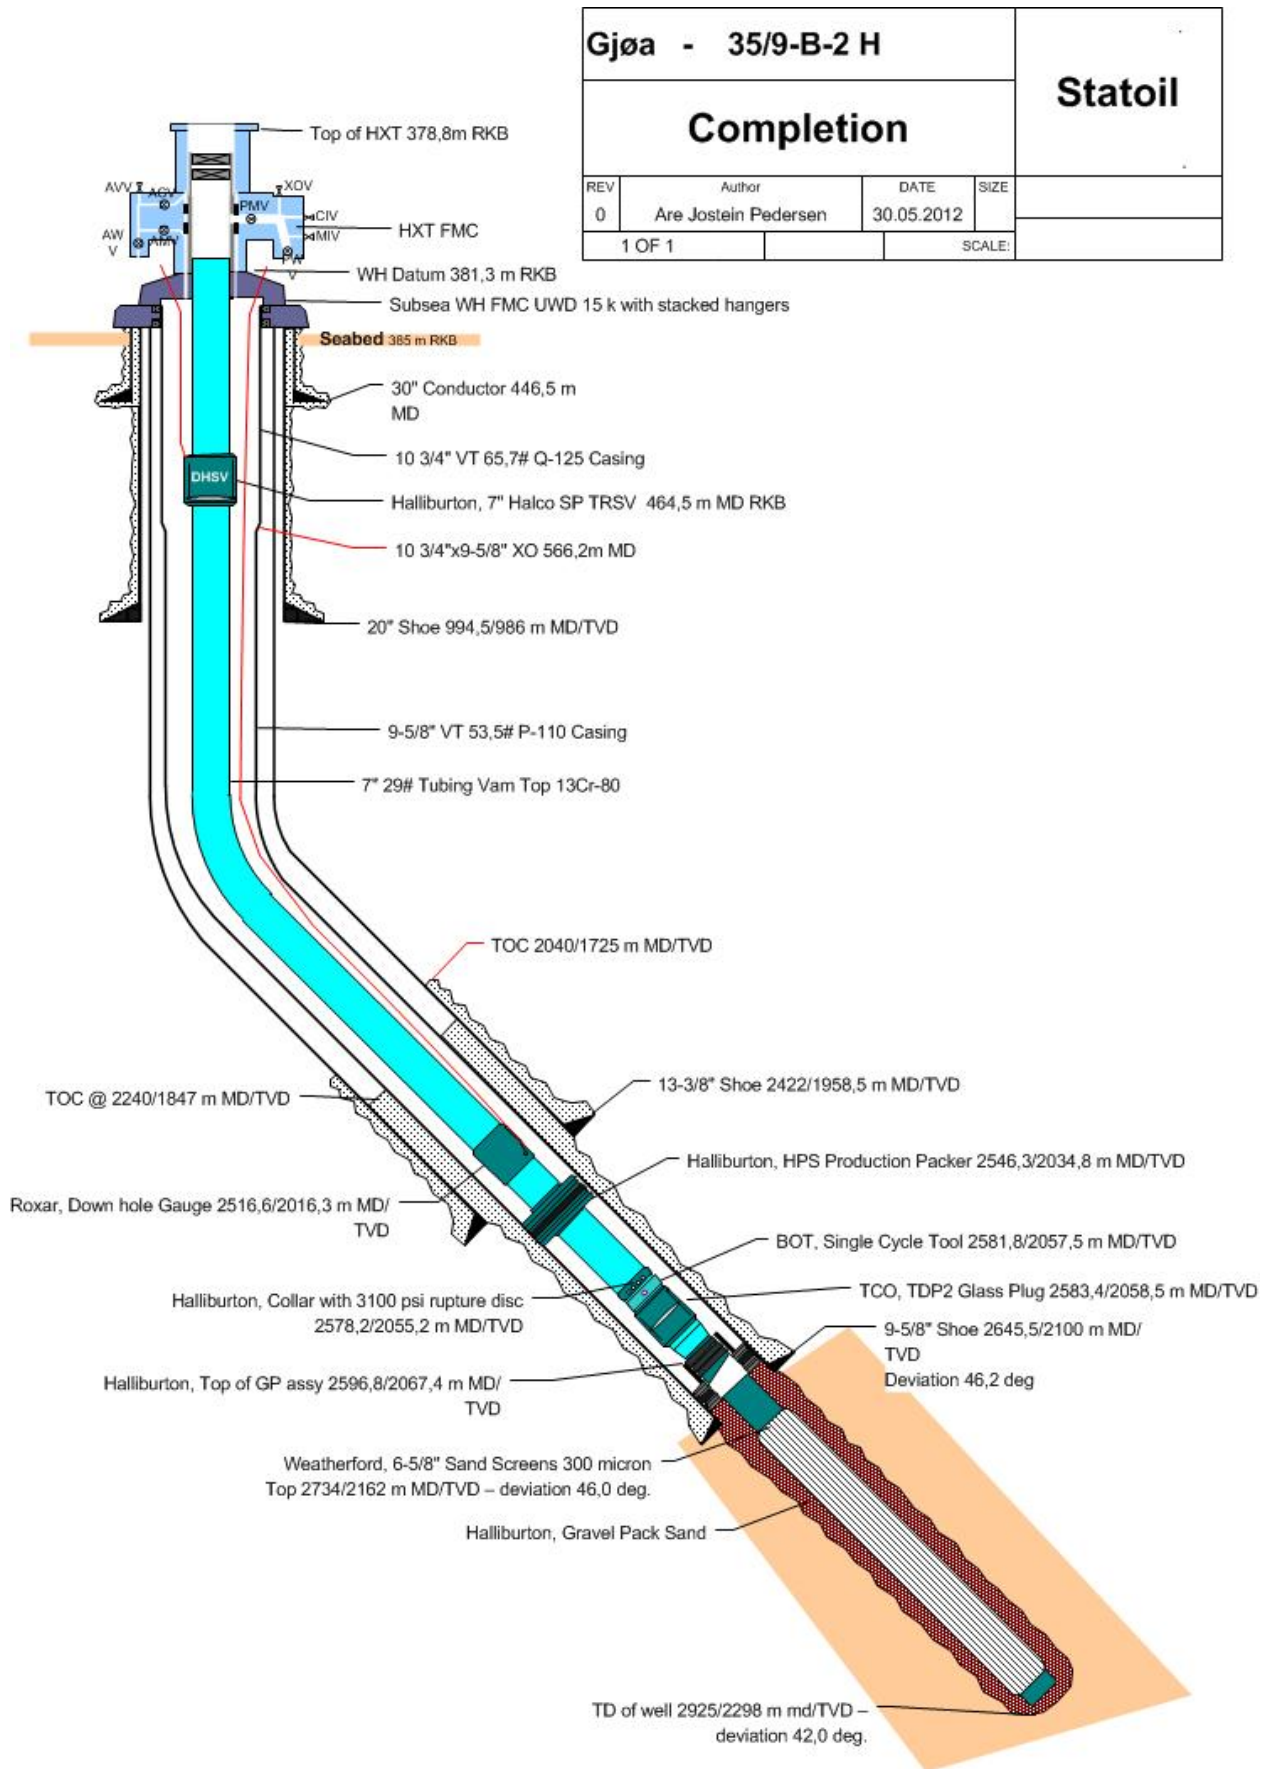 Gjøa - 35/9-B-2 H
Statoil
Completion
REV
Author
DATE
SIZE
0
Are Jostein Pedersen
30.05.2012
1 OF 1
SCALE:
Top of HXT 378,8m RKB
AVV
ACV
XOV
PMV
CIV
MIV
AW
V
AMV
PW
V
HXT FMC
WH Datum 381,3 m RKB
Subsea WH FMC UWD 15 k with stacked hangers
Seabed 385 m RKB
30" Conductor 446,5 m
MD
10 3/4" VT 65,7# Q-125 Casing
DHSV
Halliburton, 7" Halco SP TRSV 464,5 m MD RKB
10 3/4"x9-5/8" XO 566,2m MD
20" Shoe 994,5/986 m MD/TVD
9-5/8" VT 53,5# P-110 Casing
7" 29# Tubing Vam Top 13Cr-80
TOC 2040/1725 m MD/TVD
13-3/8" Shoe 2422/1958,5 m MD/TVD
TOC @ 2240/1847 m MD/TVD
Halliburton, HPS Production Packer 2546,3/2034,8 m MD/TVD
Roxar, Down hole Gauge 2516,6/2016,3 m MD/
TVD
BOT, Single Cycle Tool 2581,8/2057,5 m MD/TVD
TCO, TDP2 Glass Plug 2583,4/2058,5 m MD/TVD
Halliburton, Collar with 3100 psi rupture disc
2578,2/2055,2 m MD/TVD
9-5/8" Shoe 2645,5/2100 m MD/
TVD
Deviation 46,2 deg
Halliburton, Top of GP assy 2596,8/2067,4 m MD/
TVD
Weatherford, 6-5/8" Sand Screens 300 micron
Top 2734/2162 m MD/TVD – deviation 46,0 deg.
Halliburton, Gravel Pack Sand
TD of well 2925/2298 m md/TVD –
deviation 42,0 deg.